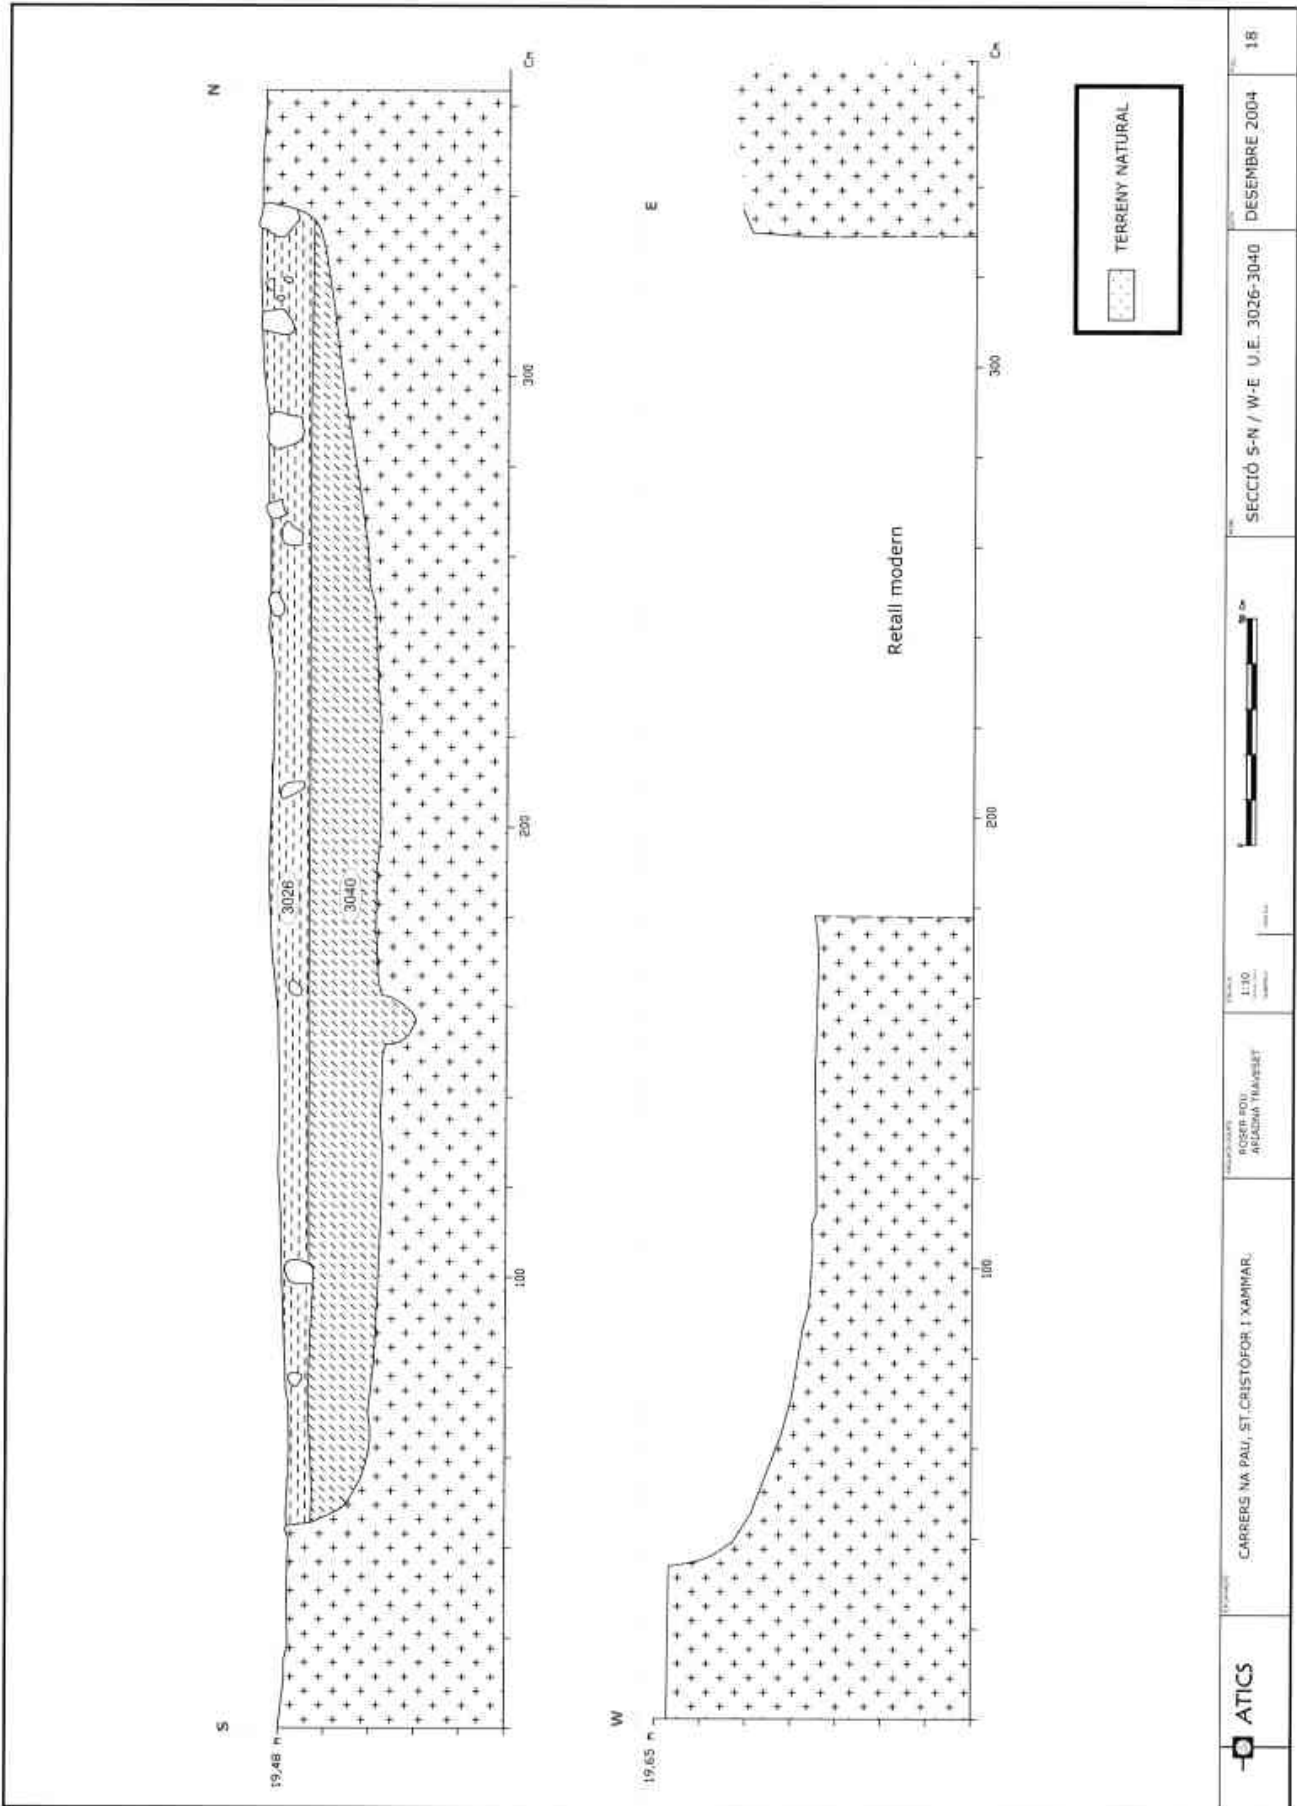 S
N
19,48 m
3026
3040
100
200
300
Cm
W
E
19,65 m
Retall modern
100
200
300
Cm
TERRENY NATURAL
ATICS
CARRERS NA PAU, ST.CRISTÒFOR I XAMMAR.
ROSER POU
ARIADNA TRAVESET
1:10
0
SECCIÓ S-N / W-E U.E. 3026-3040
DESEMBRE 2004
18